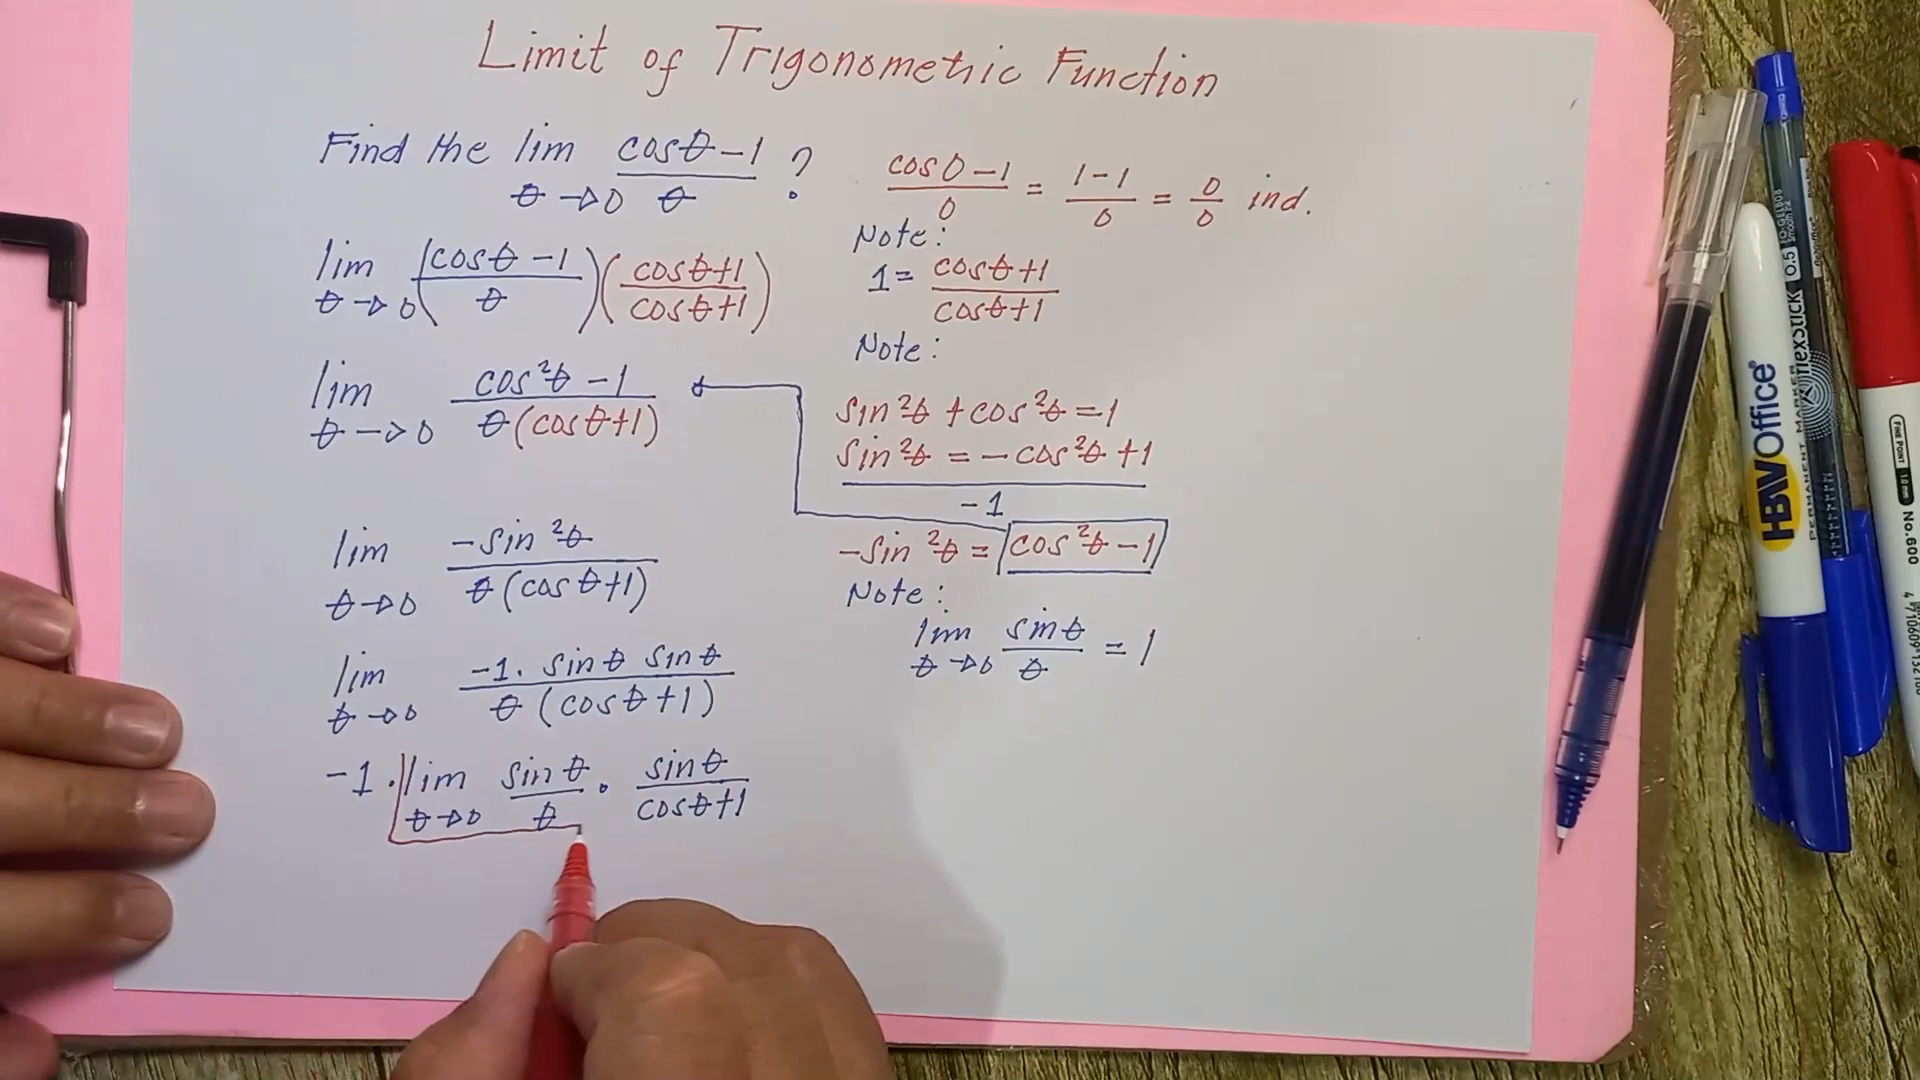 Limit of Trigonometric Function
Find the lim θ→0 (cosθ-1)/θ ?
lim θ→0 ((cosθ-1)/θ)((cosθ+1)/(cosθ+1))
lim θ→0 (cos²θ-1)/(θ(cosθ+1))
lim θ→0 (-sin²θ)/(θ(cosθ+1))
lim θ→0 (-1. sinθ sinθ)/(θ(cosθ+1))
-1 . lim θ→0 sinθ/θ . sinθ/(cosθ+1)
(cos0-1)/0 = (1-1)/0 = 0/0 ind.
Note:
1 = (cosθ+1)/(cosθ+1)
Note:
sin²θ + cos²θ = 1
sin²θ = -cos²θ + 1
-1
-sin²θ = cos²θ - 1
Note:
lim θ→0 sinθ/θ = 1
HBWOffice
PERMANENT MARKER
FlexStick
0.5
No.600